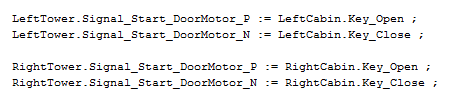 LeftTower.Signal_Start_DoorMotor_P := LeftCabin.Key_Open ;
LeftTower.Signal_Start_DoorMotor_N := LeftCabin.Key_Close ;
RightTower.Signal_Start_DoorMotor_P := RightCabin.Key_Open ;
RightTower.Signal_Start_DoorMotor_N := RightCabin.Key_Close ;